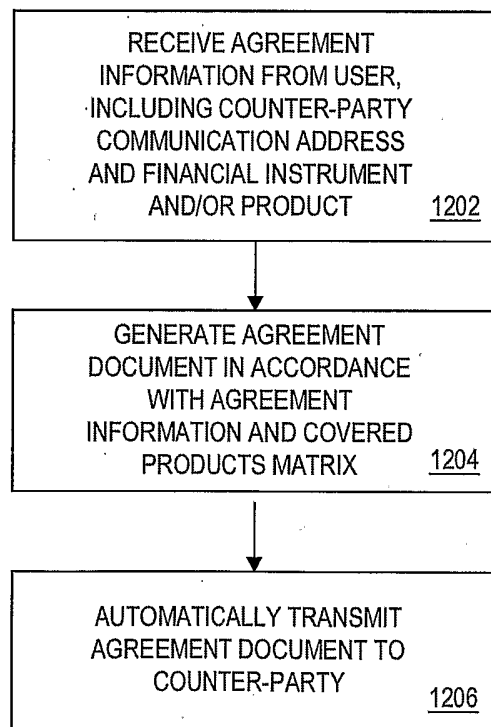 RECEIVE AGREEMENT
INFORMATION FROM USER,
INCLUDING COUNTER-PARTY
COMMUNICATION ADDRESS
AND FINANCIAL INSTRUMENT
AND/OR PRODUCT 1202
GENERATE AGREEMENT
DOCUMENT IN ACCORDANCE
WITH AGREEMENT
INFORMATION AND COVERED
PRODUCTS MATRIX 1204
AUTOMATICALLY TRANSMIT
AGREEMENT DOCUMENT TO
COUNTER-PARTY
1206